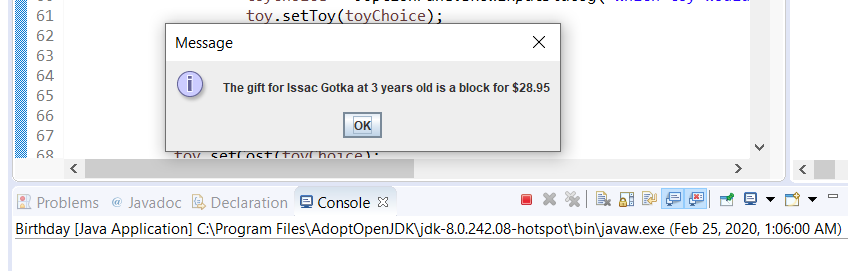 61 toy.setToy(toyChoice);
62
63
64
65
66
67
68 toy.setCost(toyChoice);
Message
The gift for Issac Gotka at 3 years old is a block for $28.95
OK
Problems @ Javadoc Declaration Console
Birthday [Java Application] C:\Program Files\AdoptOpenJDK\jdk-8.0.242.08-hotspot\bin\javaw.exe (Feb 25, 2020, 1:06:00 AM)